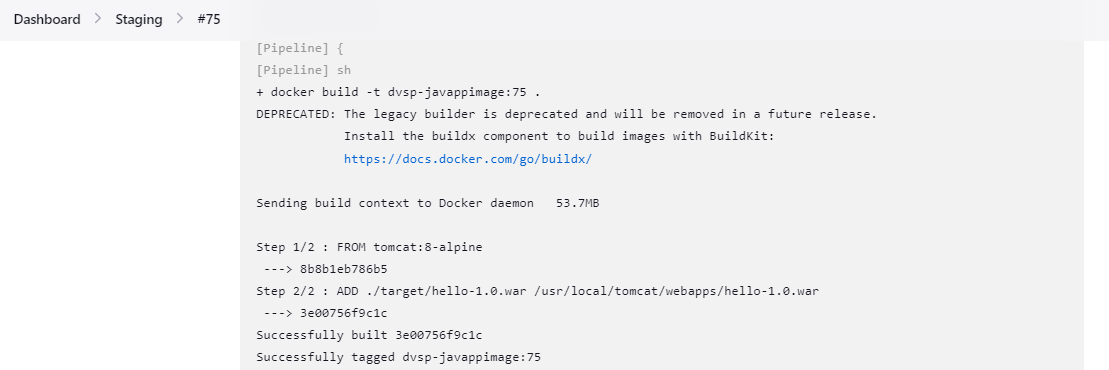 Dashboard > Staging > #75
[Pipeline] {
[Pipeline] sh
+ docker build -t dvsp-javappimage:75 .
DEPRECATED: The legacy builder is deprecated and will be removed in a future release.
Install the buildx component to build images with BuildKit:
https://docs.docker.com/go/buildx/
Sending build context to Docker daemon 53.7MB
Step 1/2 : FROM tomcat:8-alpine
---> 8b8b1eb786b5
Step 2/2 : ADD ./target/hello-1.0.war /usr/local/tomcat/webapps/hello-1.0.war
---> 3e00756f9c1c
Successfully built 3e00756f9c1c
Successfully tagged dvsp-javappimage:75